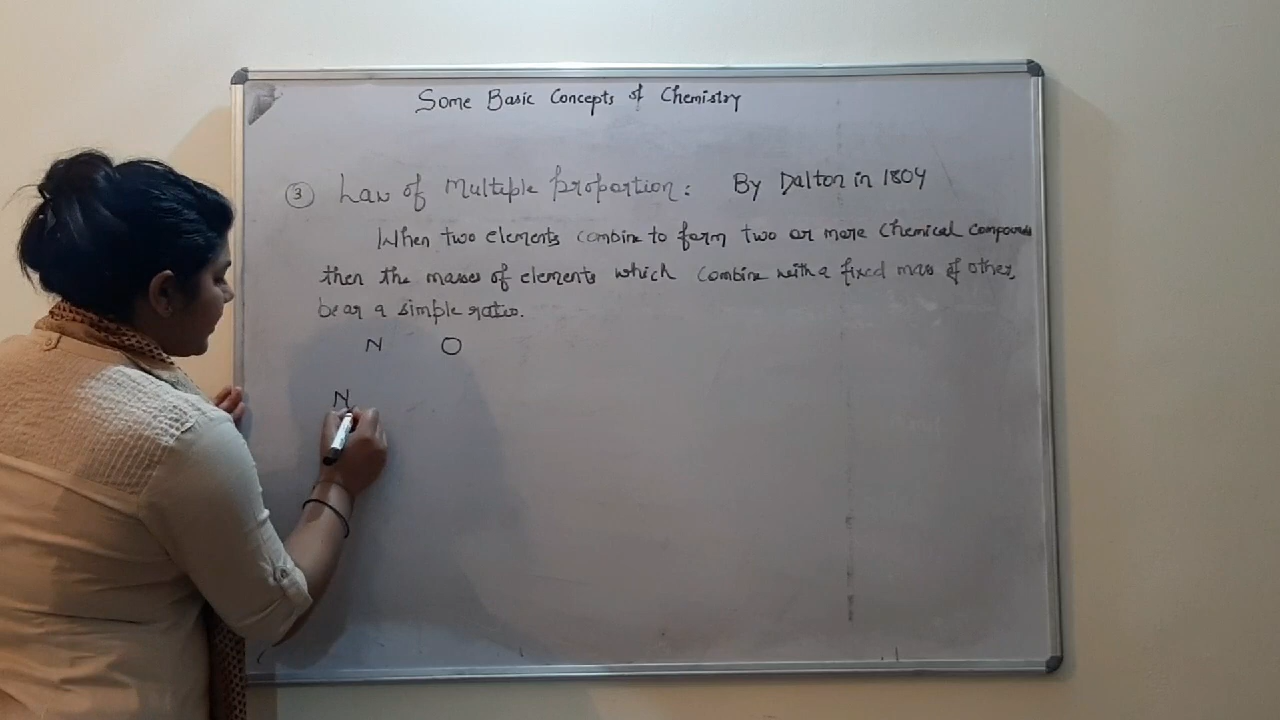 Some Basic Concepts of Chemistry
③ Law of Multiple Proportion: By Dalton in 1804
When two elements combine to form two or more Chemical Compounds
then the masses of elements which combine with a fixed mass of other,
bear a simple ratio.
N O
N